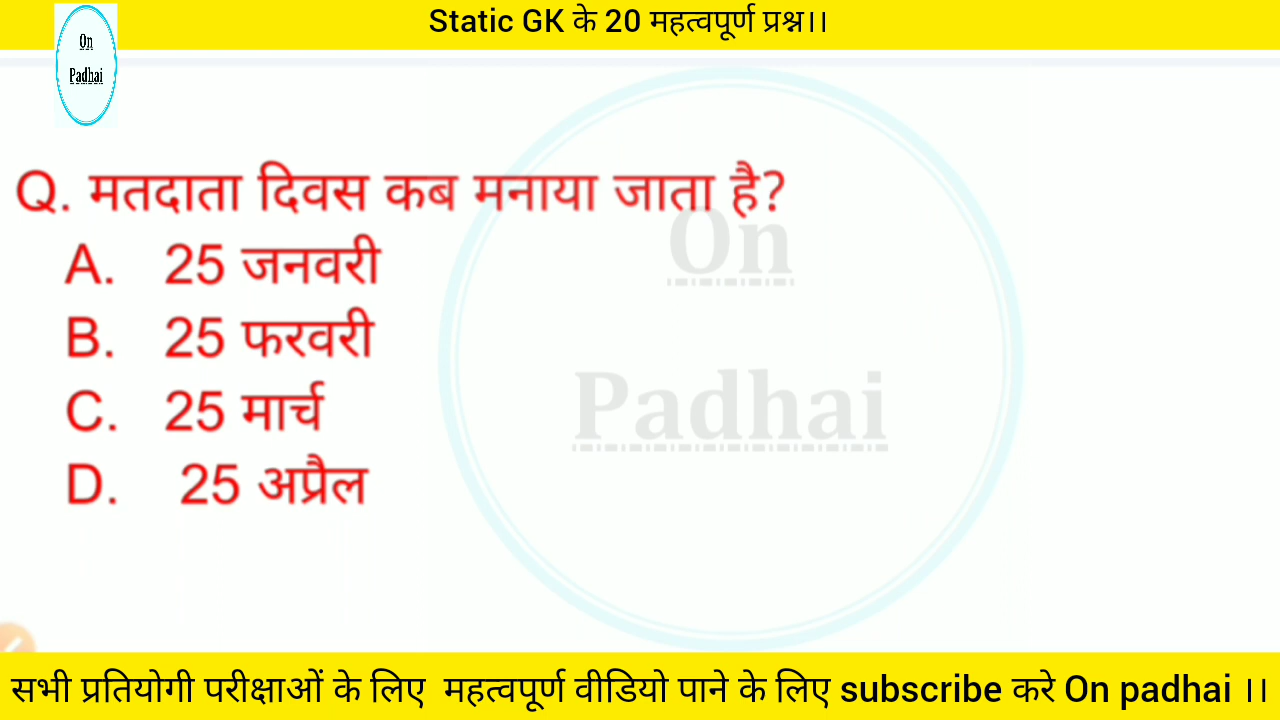 Static GK के 20 महत्वपूर्ण प्रश्न।।
On
Padhai
Q. मतदाता दिवस कब मनाया जाता है?
A. 25 जनवरी
B. 25 फरवरी
C. 25 मार्च
D. 25 अप्रैल
On
Padhai
सभी प्रतियोगी परीक्षाओं के लिए महत्वपूर्ण वीडियो पाने के लिए subscribe करे On padhai ।।